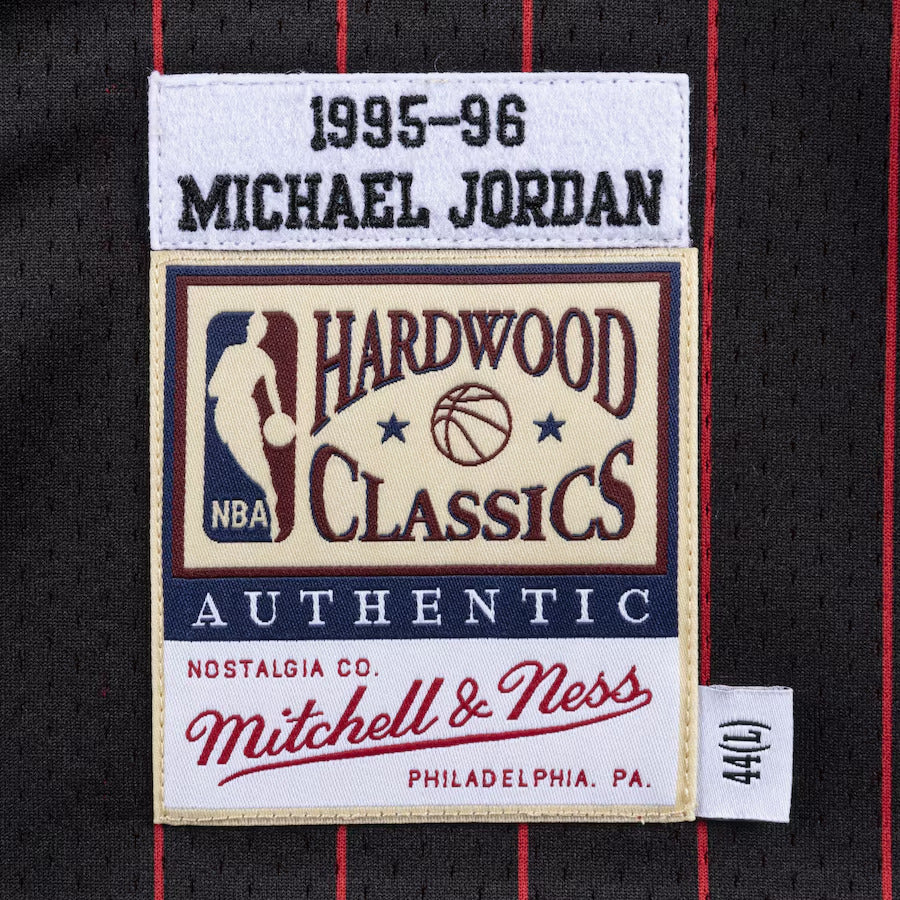 1995-96
MICHAEL JORDAN
HARDWOOD
CLASSICS
NBA
AUTHENTIC
NOSTALGIA CO.
Mitchell & Ness
PHILADELPHIA. PA.
44(L)